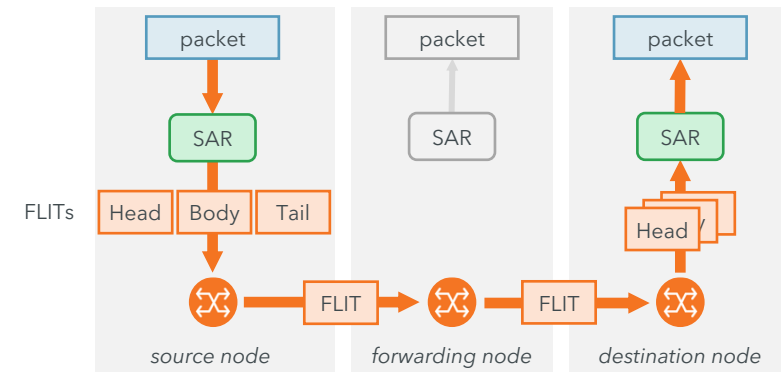 packet
packet
packet
SAR
SAR
SAR
FLITs
Head
Body
Tail
Head
FLIT
FLIT
source node
forwarding node
destination node